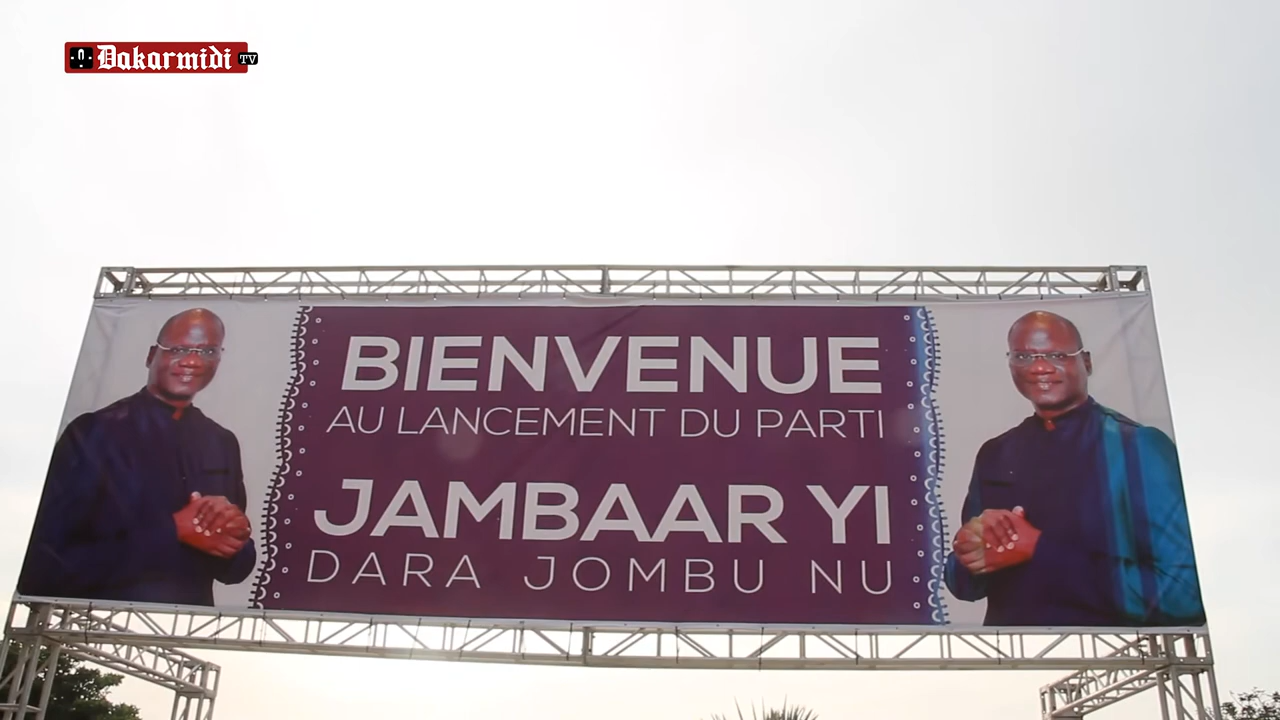 Dakarmidi TV
BIENVENUE
AU LANCEMENT DU PARTI
JAMBAAR YI
DARA JOMBU NU